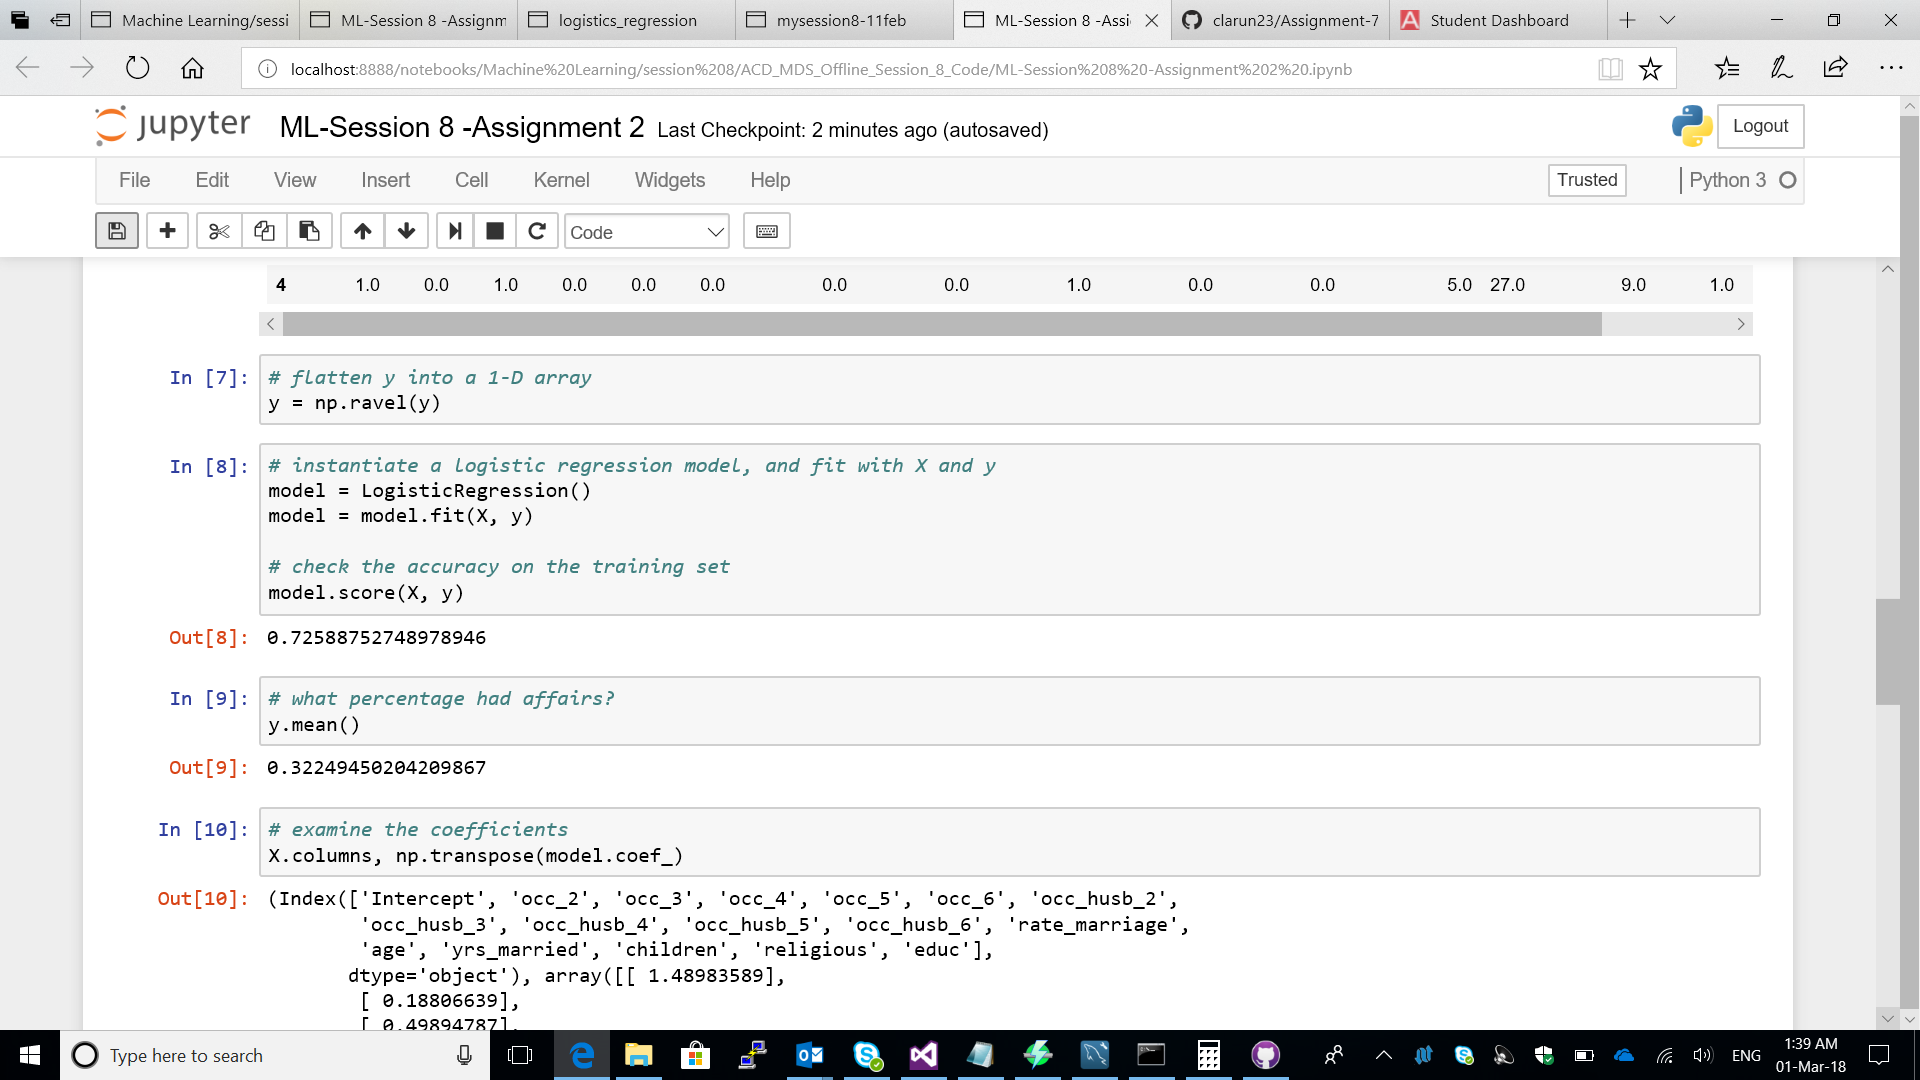 Machine Learning/sessi
ML-Session 8 -Assignm
logistics_regression
mysession8-11feb
ML-Session 8 -Assi
clarun23/Assignment-7
Student Dashboard
localhost:8888/notebooks/Machine%20Learning/session%208/ACD_MDS_Offline_Session_8_Code/ML-Session%208%20-Assignment%202%20.ipynb
jupyter ML-Session 8 -Assignment 2 Last Checkpoint: 2 minutes ago (autosaved)
Logout
File Edit View Insert Cell Kernel Widgets Help
Trusted
Python 3
Code
4 1.0 0.0 1.0 0.0 0.0 0.0 0.0 0.0 1.0 0.0 0.0 5.0 27.0 9.0 1.0
In [7]: # flatten y into a 1-D array
y = np.ravel(y)
In [8]: # instantiate a logistic regression model, and fit with X and y
model = LogisticRegression()
model = model.fit(X, y)
# check the accuracy on the training set
model.score(X, y)
Out[8]: 0.72588752748978946
In [9]: # what percentage had affairs?
y.mean()
Out[9]: 0.32249450204209867
In [10]: # examine the coefficients
X.columns, np.transpose(model.coef_)
Out[10]: (Index(['Intercept', 'occ_2', 'occ_3', 'occ_4', 'occ_5', 'occ_6', 'occ_husb_2',
'occ_husb_3', 'occ_husb_4', 'occ_husb_5', 'occ_husb_6', 'rate_marriage',
'age', 'yrs_married', 'children', 'religious', 'educ'],
dtype='object'), array([[ 1.48983589],
[ 0.18806639],
[ 0.49894787],
Type here to search
ENG
1:39 AM
01-Mar-18